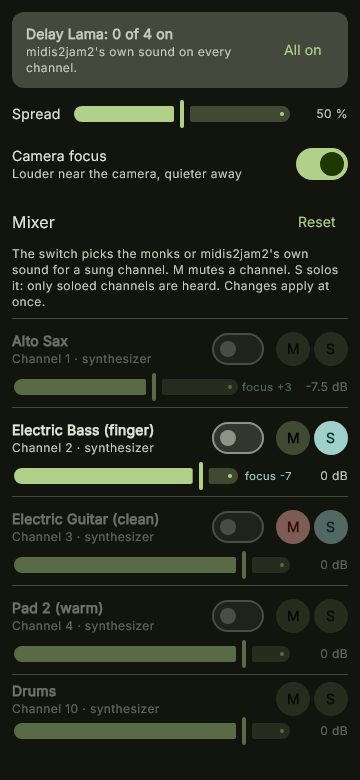 Delay Lama: 0 of 4 on
midis2jam2's own sound on every
channel.
All on
Spread
50 %
Camera focus
Louder near the camera, quieter away
Mixer
Reset
The switch picks the monks or midis2jam2's own
sound for a sung channel. M mutes a channel. S solos
it: only soloed channels are heard. Changes apply at
once.
Alto Sax
Channel 1 · synthesizer
M
S
focus +3
-7.5 dB
Electric Bass (finger)
Channel 2 · synthesizer
M
S
focus -7
0 dB
Electric Guitar (clean)
Channel 3 · synthesizer
M
S
0 dB
Pad 2 (warm)
Channel 4 · synthesizer
M
S
0 dB
Drums
Channel 10 · synthesizer
M
S
0 dB